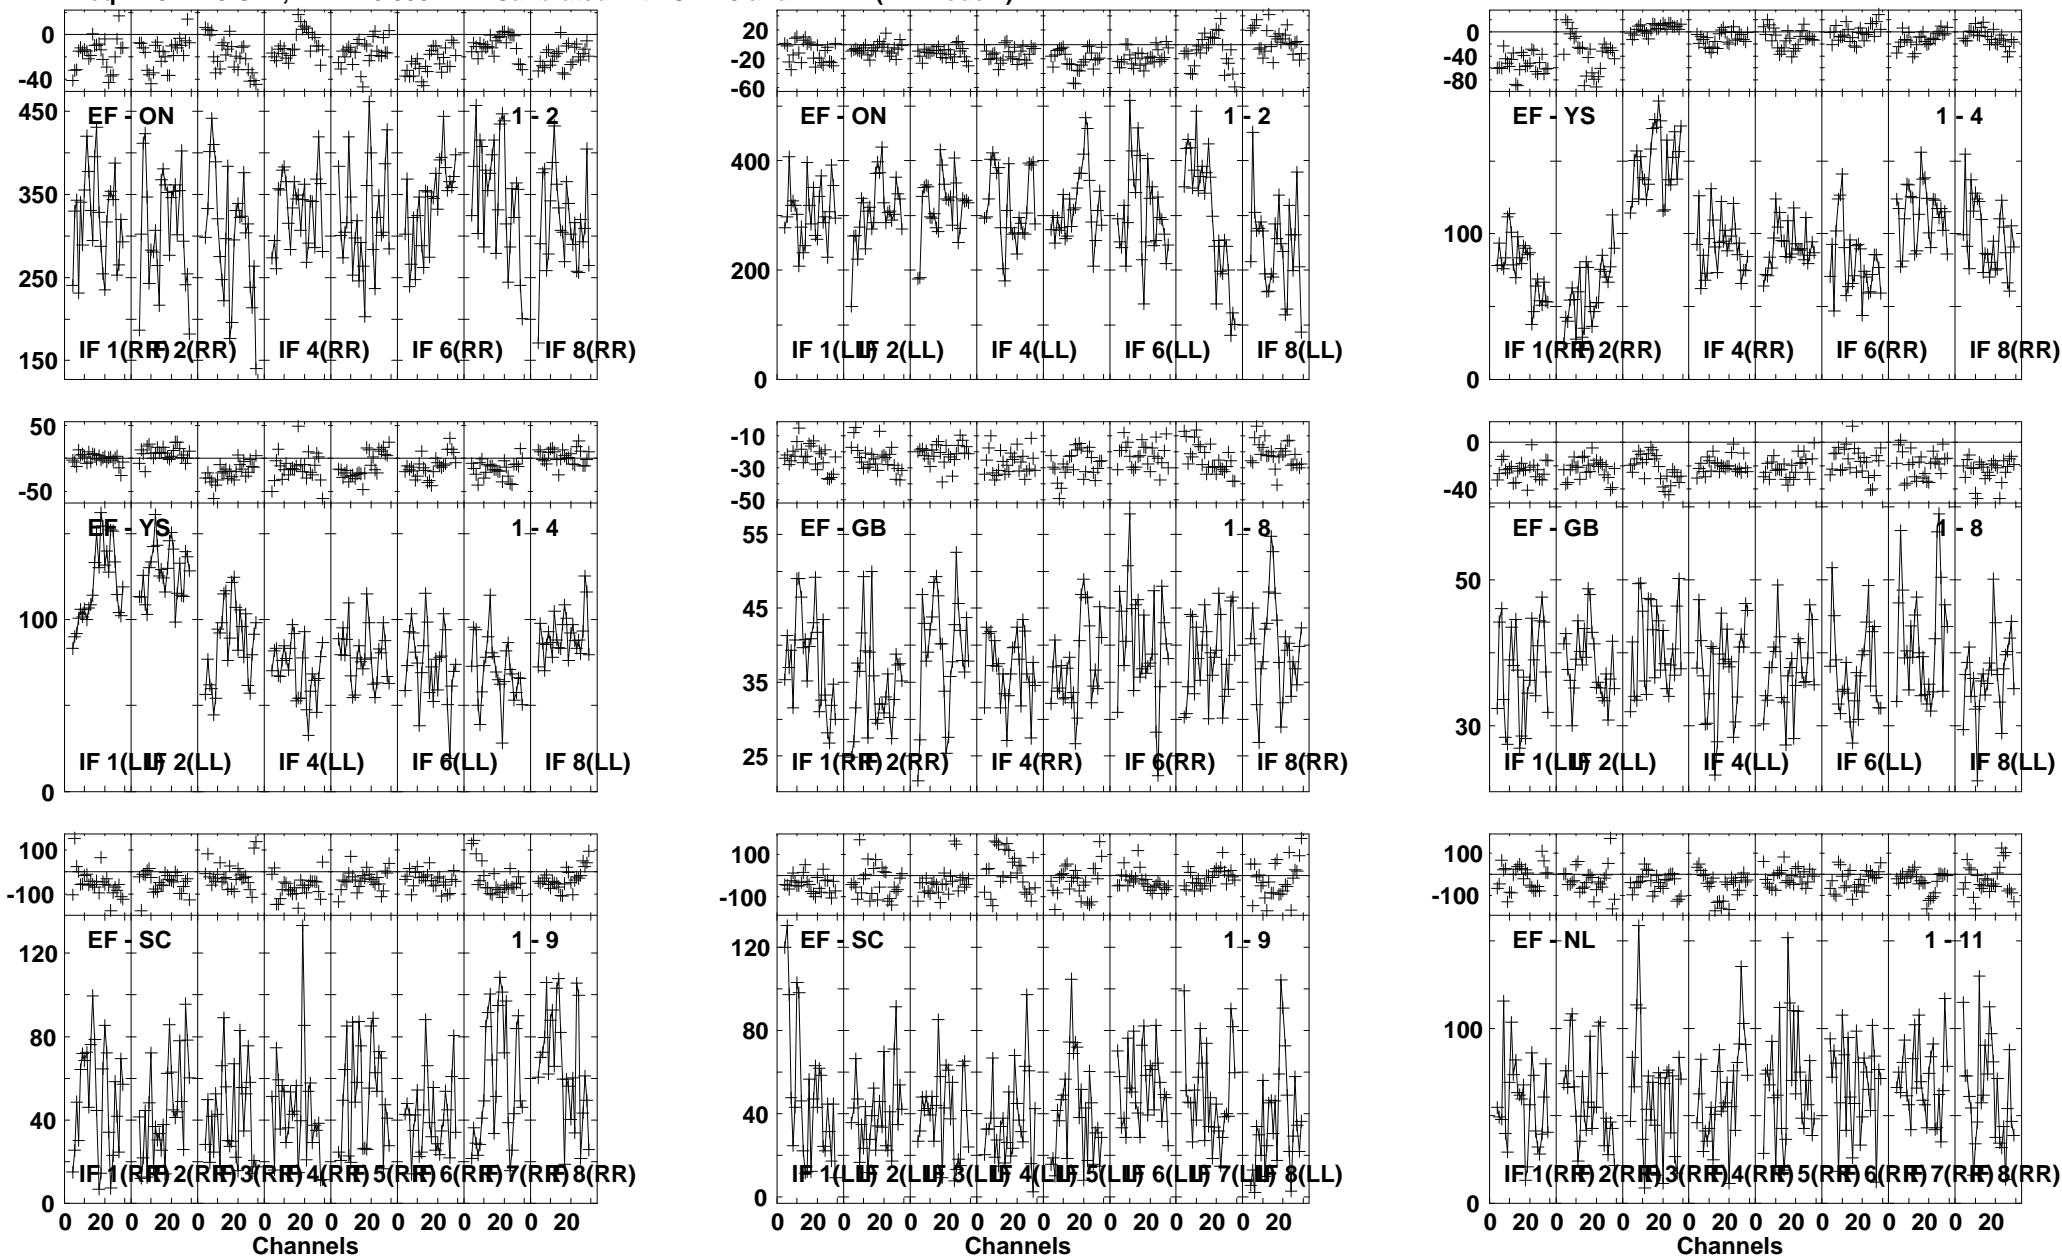 0
-40
EF - ON
1 - 2
450
350
250
150
IF 1(RR)
IF 2(RR)
IF 4(RR)
IF 6(RR)
IF 8(RR)
20
-20
-60
EF - ON
1 - 2
400
200
0
IF 1(LL)
IF 2(LL)
IF 4(LL)
IF 6(LL)
IF 8(LL)
0
-40
-80
EF - YS
1 - 4
100
0
IF 1(RR)
IF 2(RR)
IF 4(RR)
IF 6(RR)
IF 8(RR)
50
-50
EF - YS
1 - 4
100
0
IF 1(LL)
IF 2(LL)
IF 4(LL)
IF 6(LL)
IF 8(LL)
-10
-30
-50
EF - GB
1 - 8
55
45
35
25
IF 1(RR)
IF 2(RR)
IF 4(RR)
IF 6(RR)
IF 8(RR)
0
-40
EF - GB
1 - 8
50
30
IF 1(LL)
IF 2(LL)
IF 4(LL)
IF 6(LL)
IF 8(LL)
100
-100
EF - SC
1 - 9
120
80
40
0
IF 1(RR)
IF 2(RR)
IF 3(RR)
IF 4(RR)
IF 5(RR)
IF 6(RR)
IF 7(RR)
IF 8(RR)
0 20 0 20 0 20 0 20 0 20 0 20 0 20 0 20
Channels
100
-100
EF - SC
1 - 9
120
80
40
0
IF 1(LL)
IF 2(LL)
IF 3(LL)
IF 4(LL)
IF 5(LL)
IF 6(LL)
IF 7(LL)
IF 8(LL)
0 20 0 20 0 20 0 20 0 20 0 20 0 20 0 20
Channels
100
-100
EF - NL
1 - 11
100
0
IF 1(RR)
IF 2(RR)
IF 3(RR)
IF 4(RR)
IF 5(RR)
IF 6(RR)
IF 7(RR)
IF 8(RR)
0 20 0 20 0 20 0 20 0 20 0 20 0 20 0 20
Channels